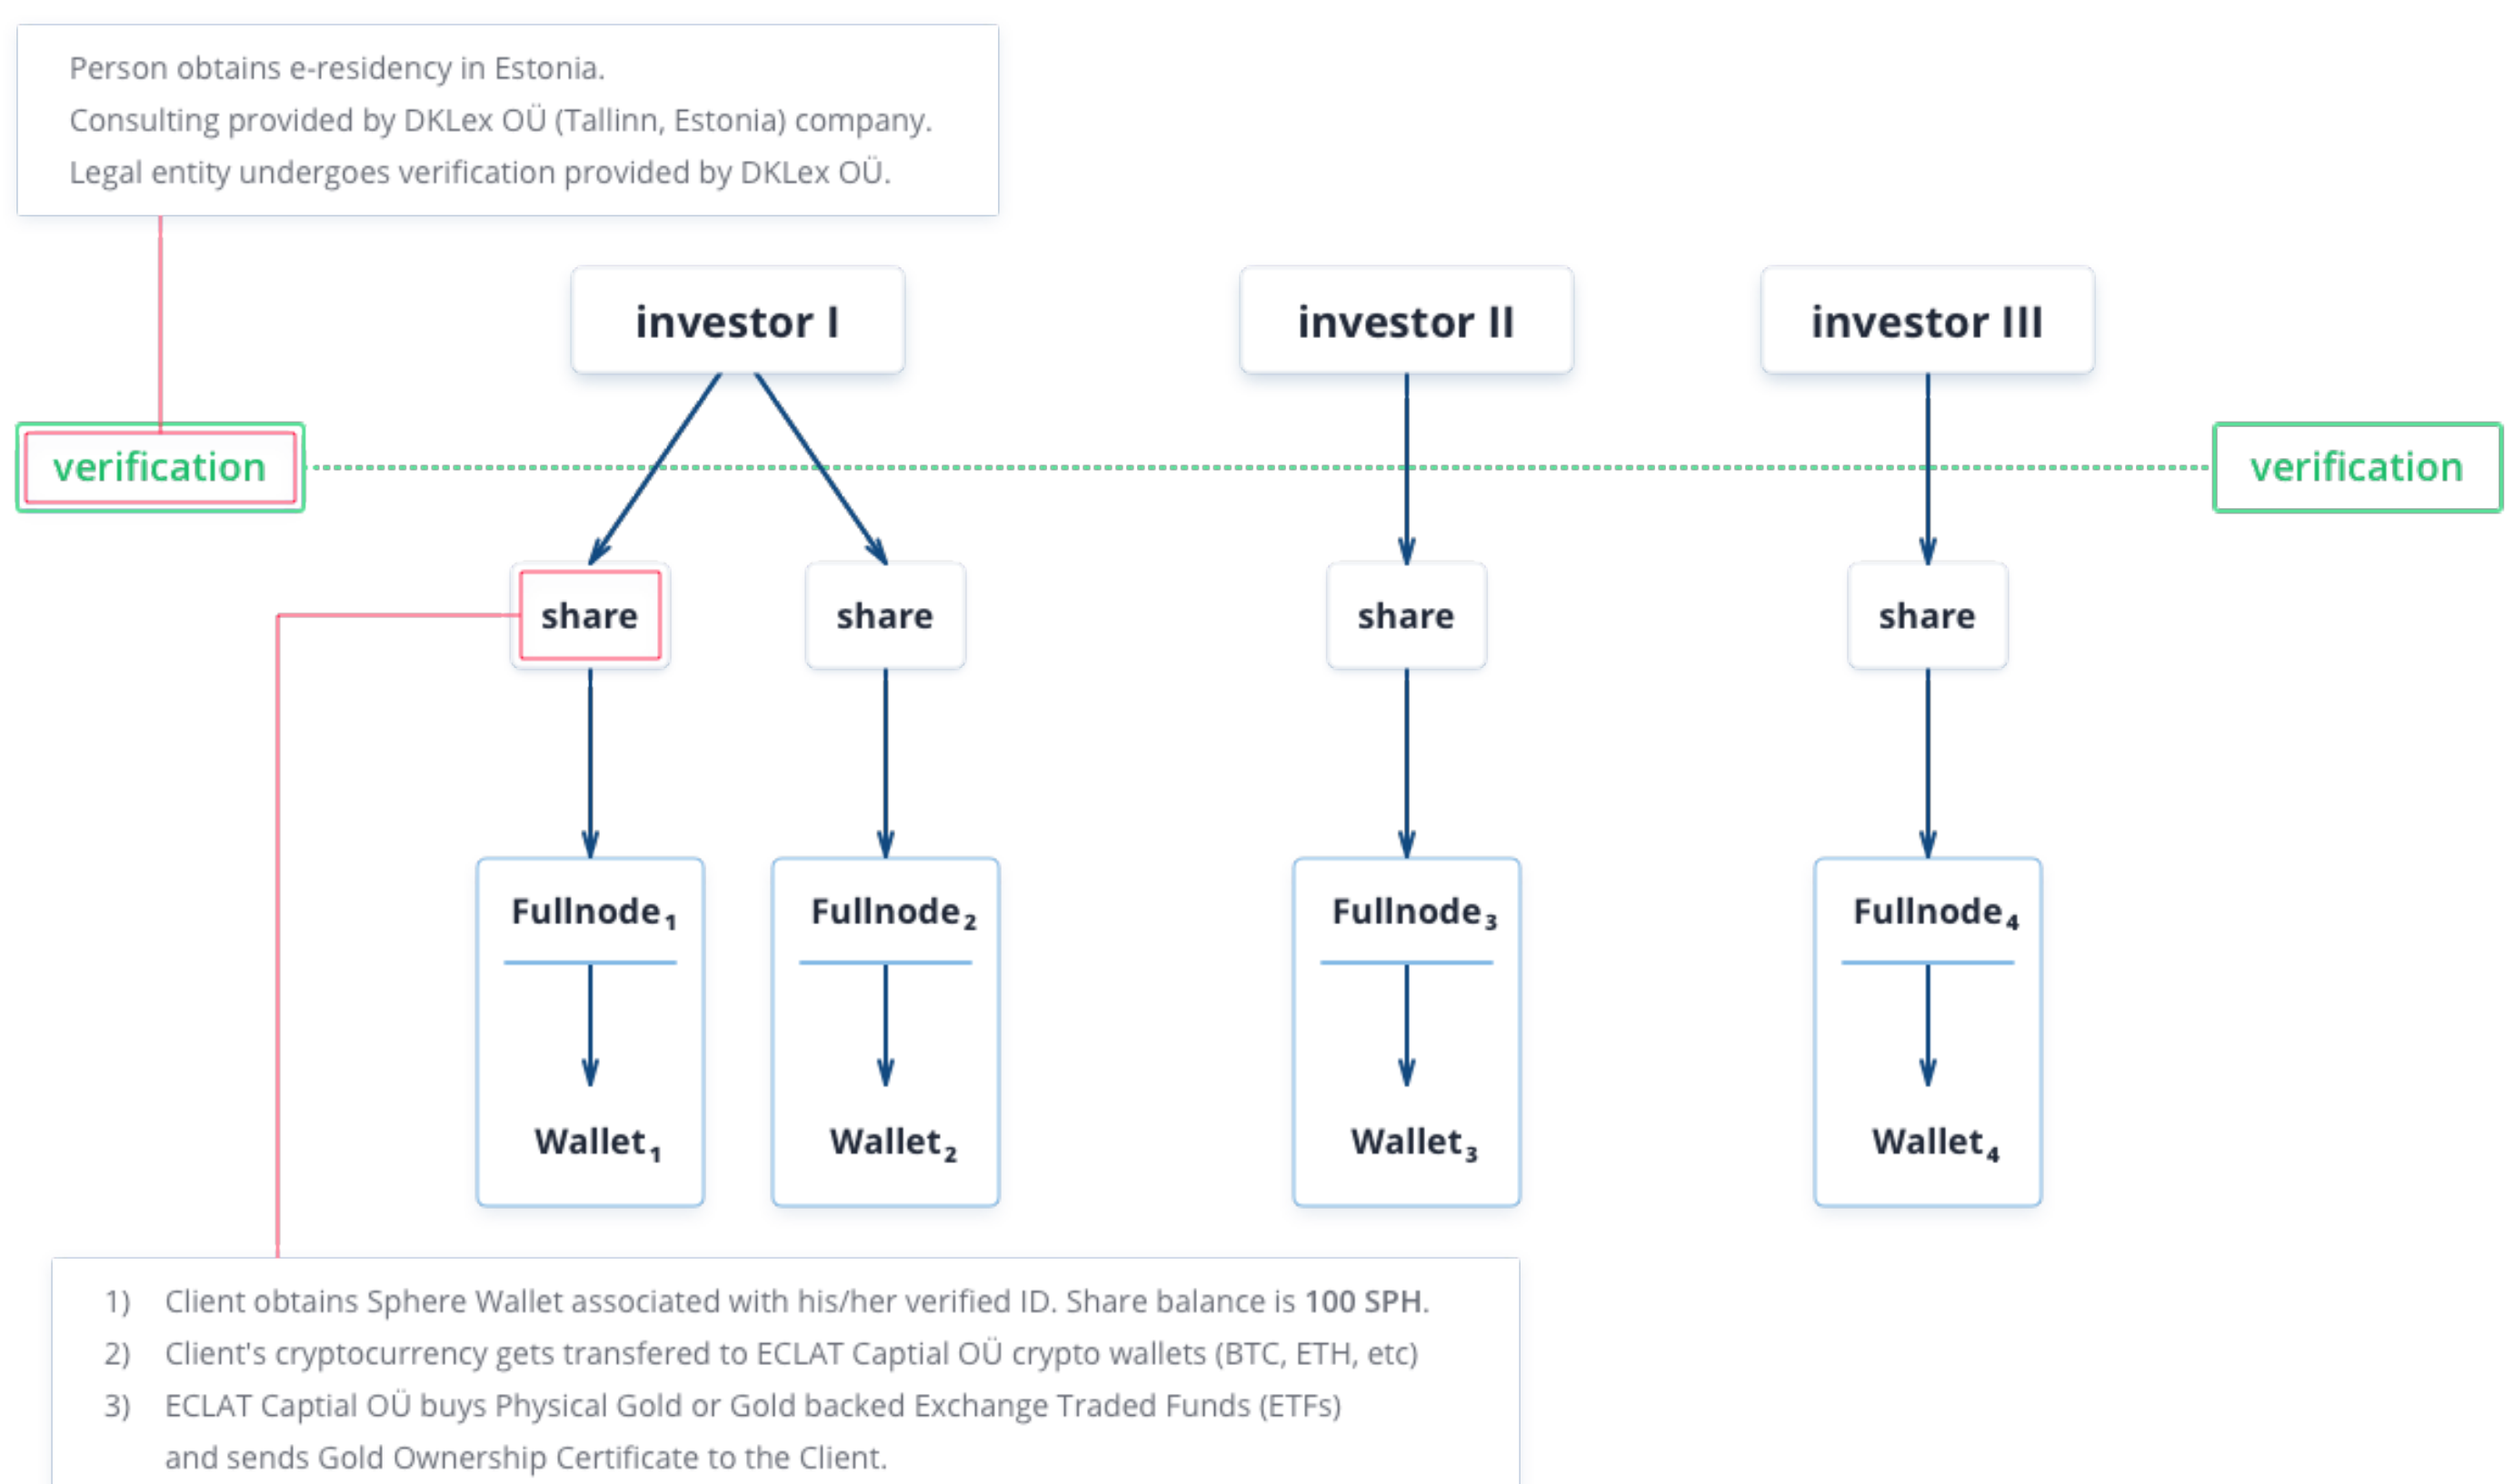 Person obtains e-residency in Estonia.
Consulting provided by DKLex OÜ (Tallinn, Estonia) company.
Legal entity undergoes verification provided by DKLex OÜ.
investor I
investor II
investor III
verification
verification
share
share
share
share
Fullnode₁
Fullnode₂
Fullnode₃
Fullnode₄
Wallet₁
Wallet₂
Wallet₃
Wallet₄
1) Client obtains Sphere Wallet associated with his/her verified ID. Share balance is 100 SPH.
2) Client's cryptocurrency gets transfered to ECLAT Captial OÜ crypto wallets (BTC, ETH, etc)
3) ECLAT Captial OÜ buys Physical Gold or Gold backed Exchange Traded Funds (ETFs)
and sends Gold Ownership Certificate to the Client.